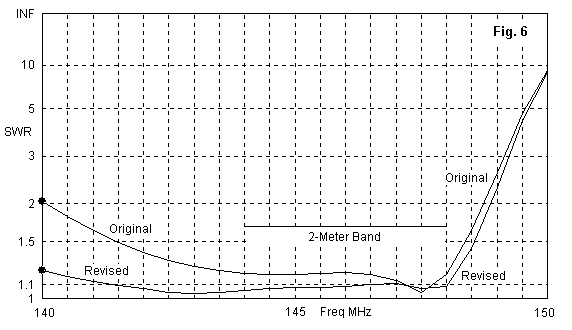 INF
Fig. 6
10
5
SWR
3
Original
2
Original
1.5
2-Meter Band
Revised
Revised
1.1
1
140
145
Freq MHz
150